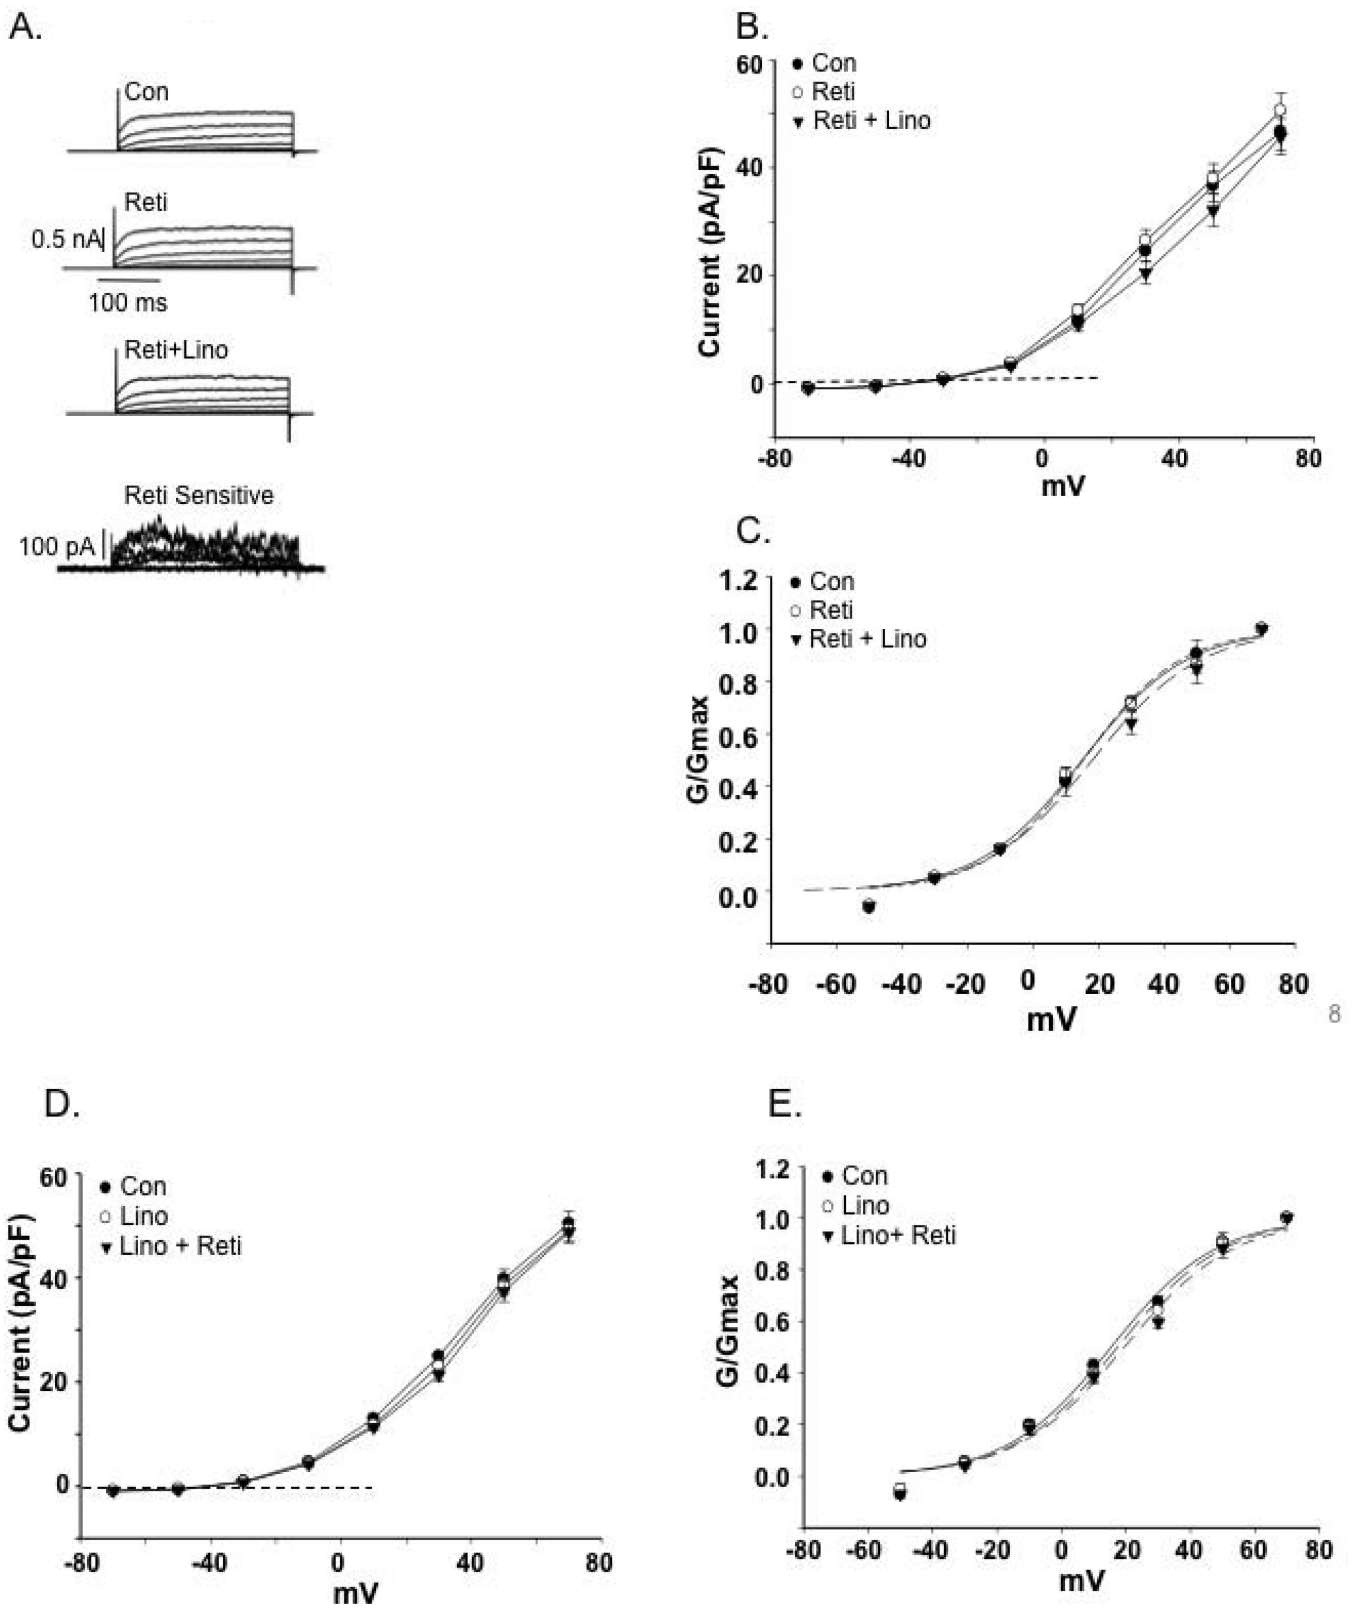 A.
Con
Reti
0.5 nA
100 ms
Reti+Lino
Reti Sensitive
100 pA
B.
Con
Reti
Reti + Lino
Current (pA/pF)
60
40
20
0
-80 -40 0 40 80
mV
C.
Con
Reti
Reti + Lino
G/Gmax
1.2
1.0
0.8
0.6
0.4
0.2
0.0
-80 -60 -40 -20 0 20 40 60 80
mV
8
D.
Con
Lino
Lino + Reti
Current (pA/pF)
60
40
20
0
-80 -40 0 40 80
mV
E.
Con
Lino
Lino+ Reti
G/Gmax
1.2
1.0
0.8
0.6
0.4
0.2
0.0
-80 -60 -40 -20 0 20 40 60 80
mV